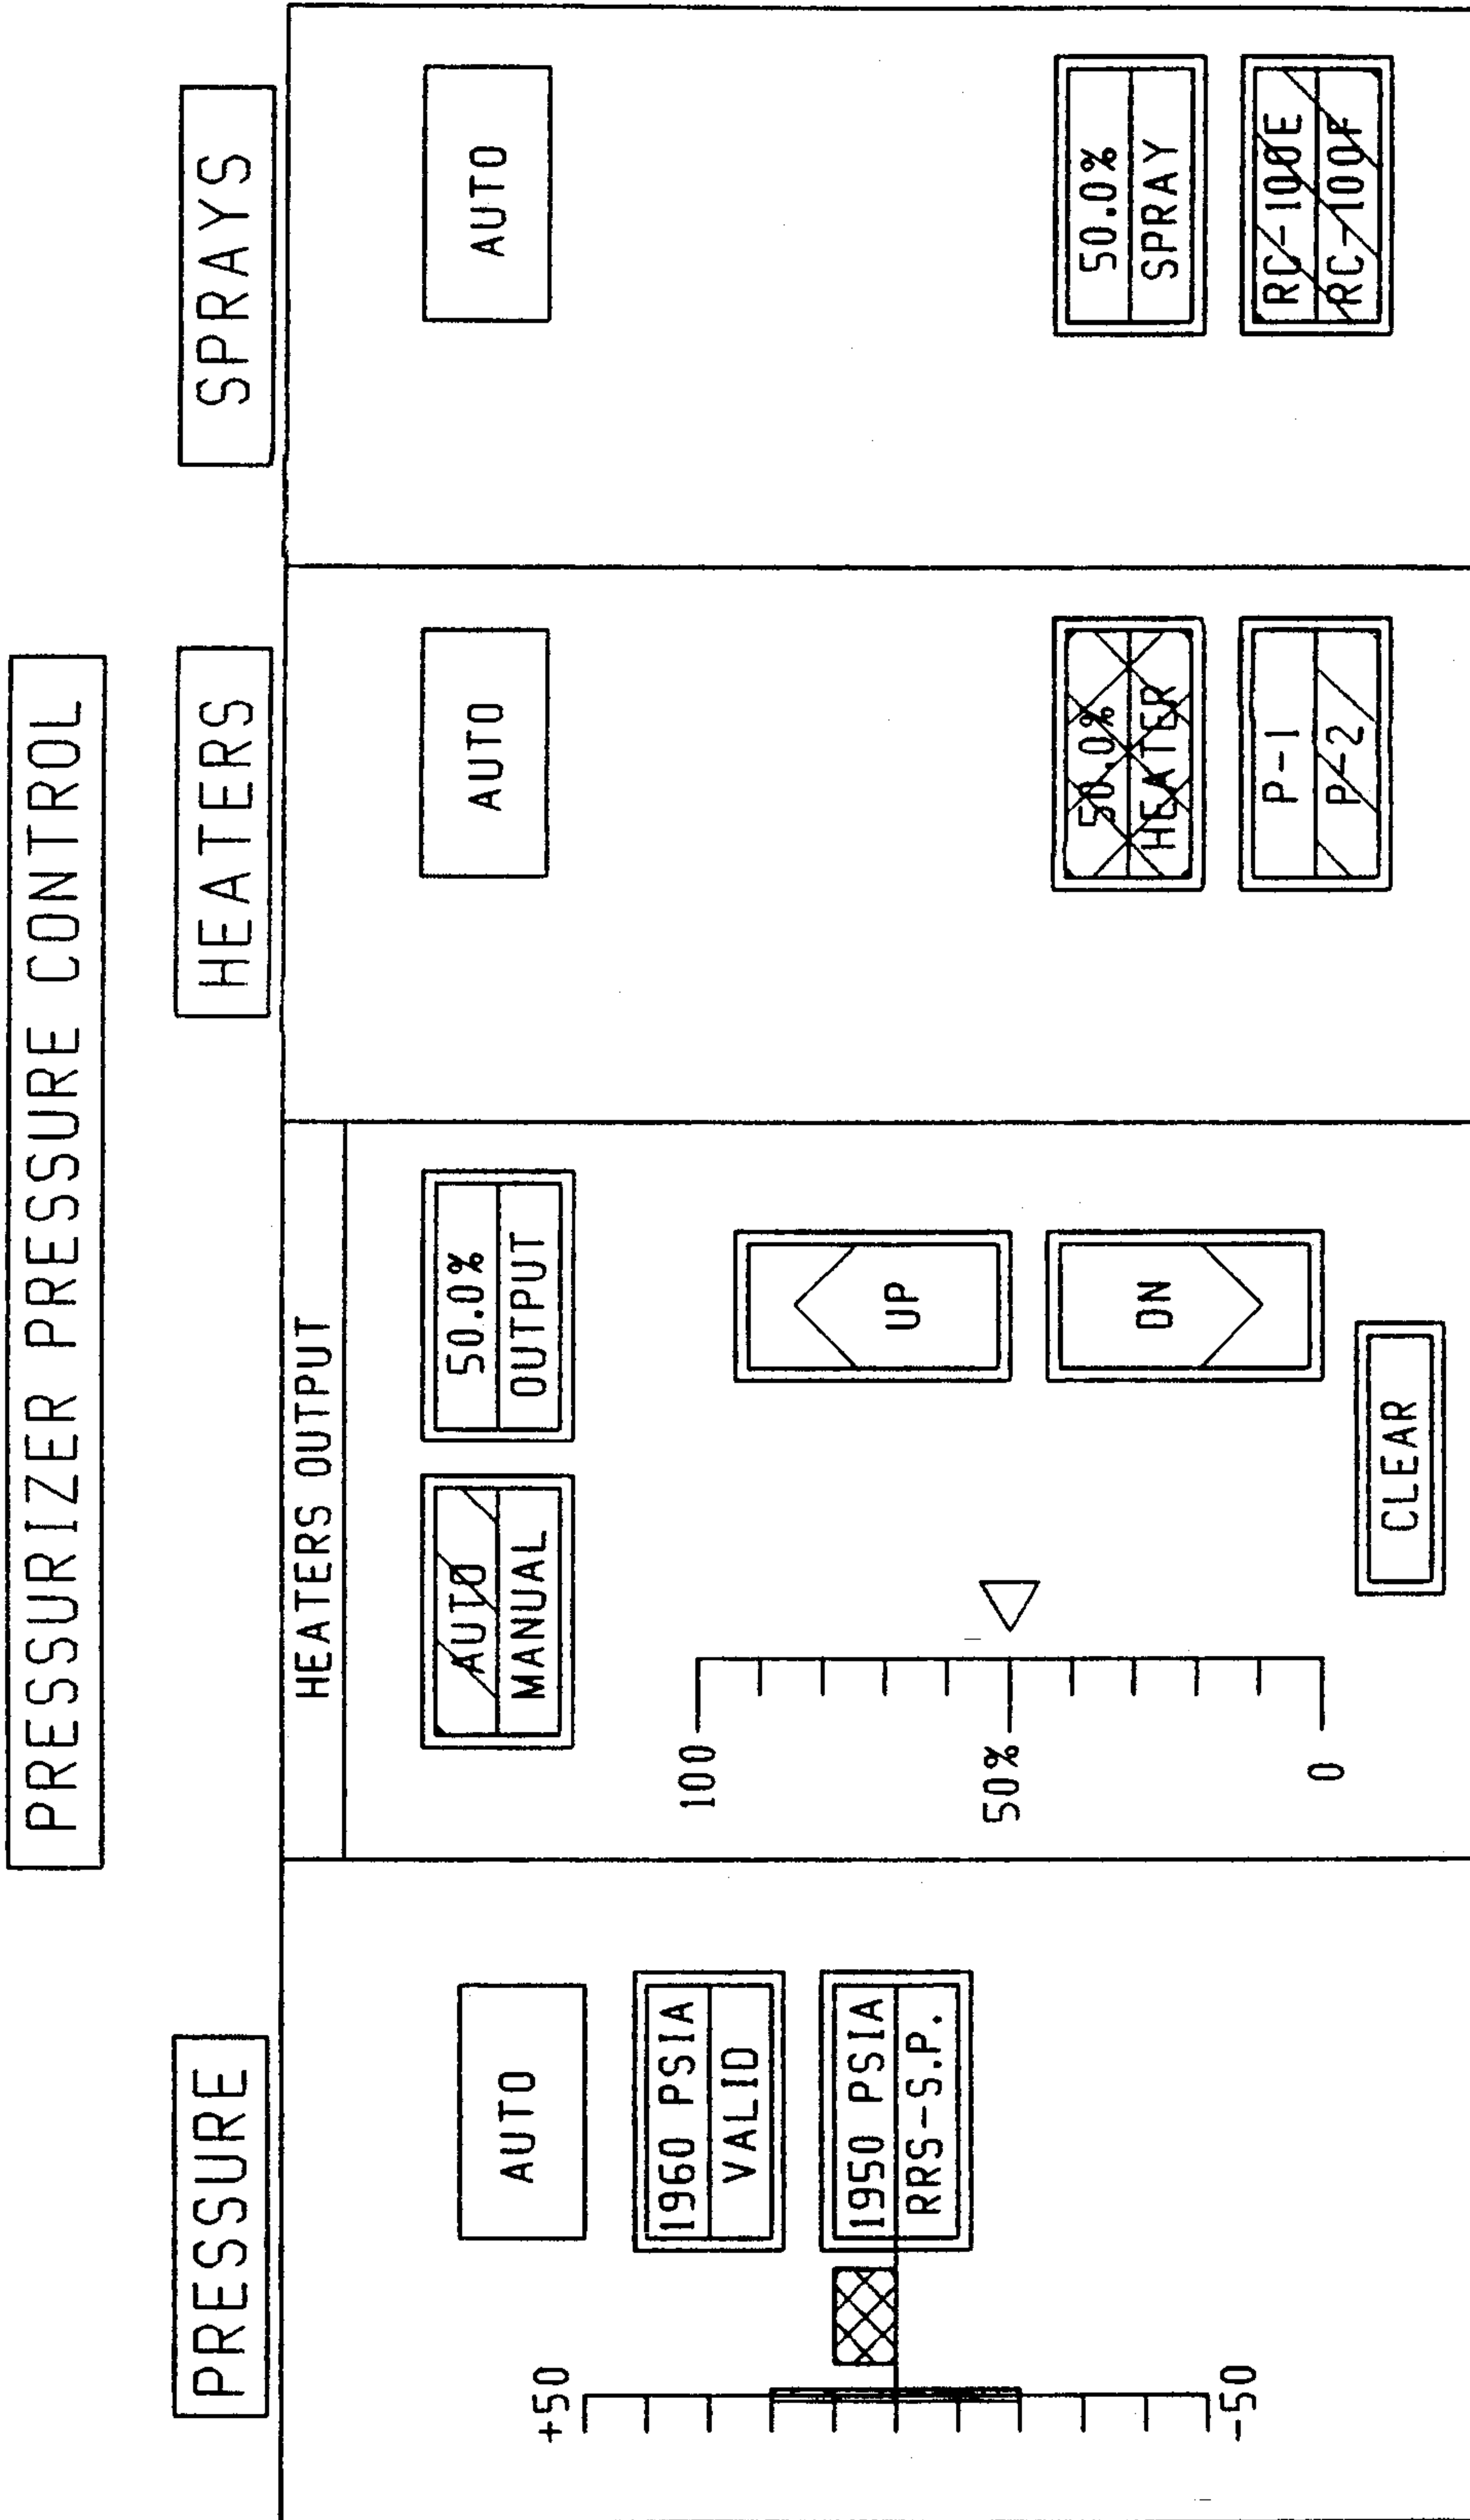 PRESSURIZER PRESSURE CONTROL
PRESSURE
HEATERS
SPRAYS
AUTO
1960 PSIA
VALID
1950 PSIA
RRS-S.P.
+50
-50
HEATERS OUTPUT
AUTO
MANUAL
50.0%
OUTPUT
100
50%
0
UP
DN
CLEAR
AUTO
50.0%
HEATER
P-1
P-2
AUTO
50.0%
SPRAY
RC-100E
RC-100F